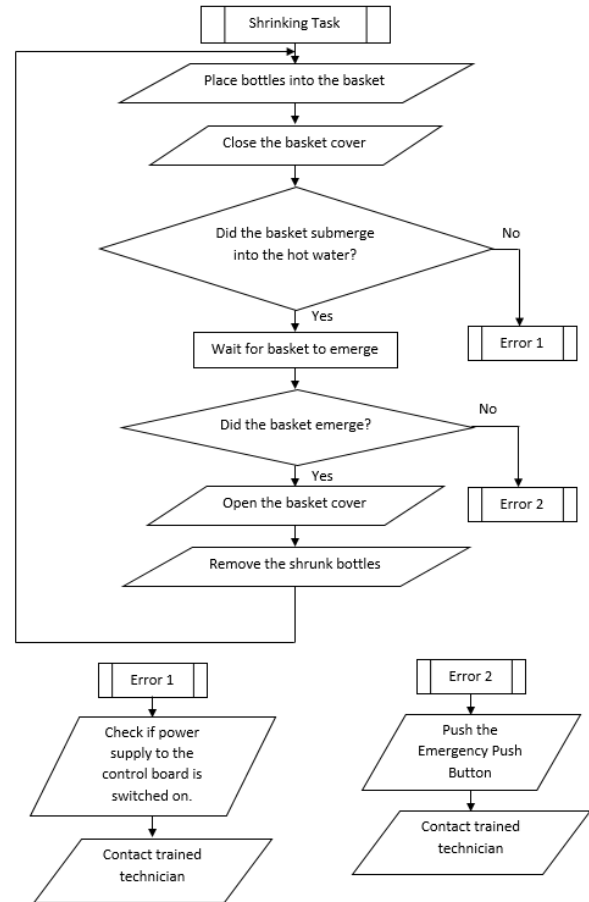 Shrinking Task
Place bottles into the basket
Close the basket cover
Did the basket submerge
into the hot water?
No
Yes
Error 1
Wait for basket to emerge
Did the basket emerge?
No
Yes
Error 2
Open the basket cover
Remove the shrunk bottles
Error 1
Check if power
supply to the
control board is
switched on.
Contact trained
technician
Error 2
Push the
Emergency Push
Button
Contact trained
technician